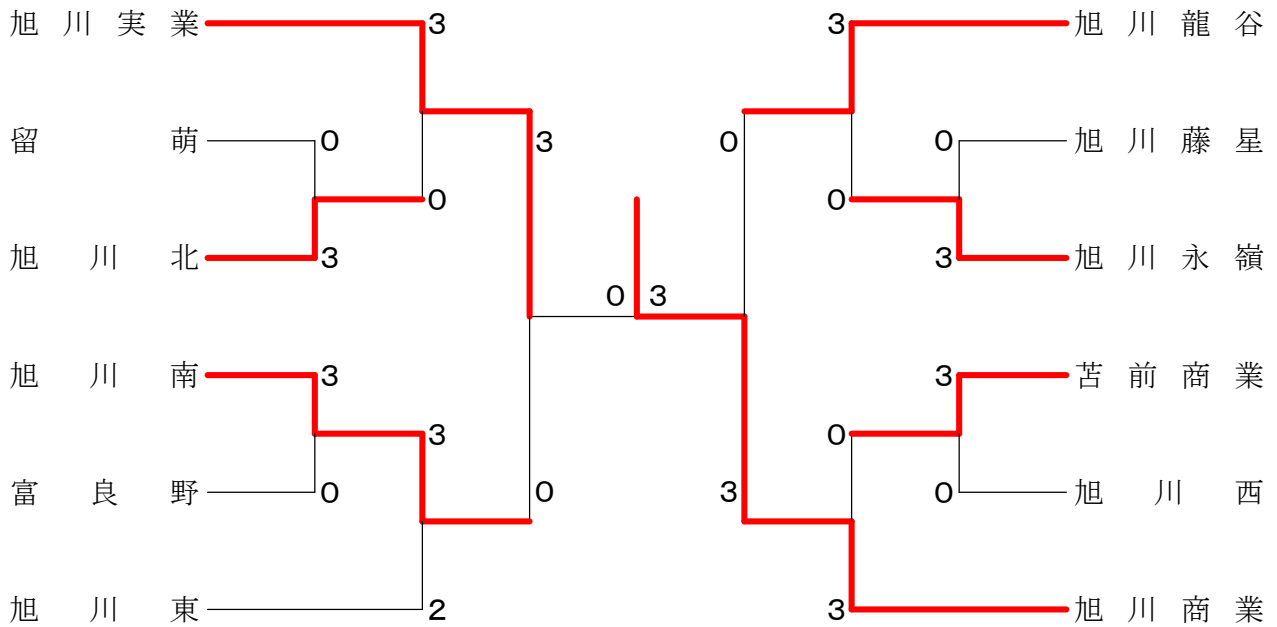 旭川実業 3 3 旭川龍谷
留萌 0 3 0 0 旭川藤星
0 0
旭川北 3 3 旭川永嶺
0 3
旭川南 3 3 苫前商業
3 0
富良野 0 0 3 0 旭川西
旭川東 2 3 旭川商業